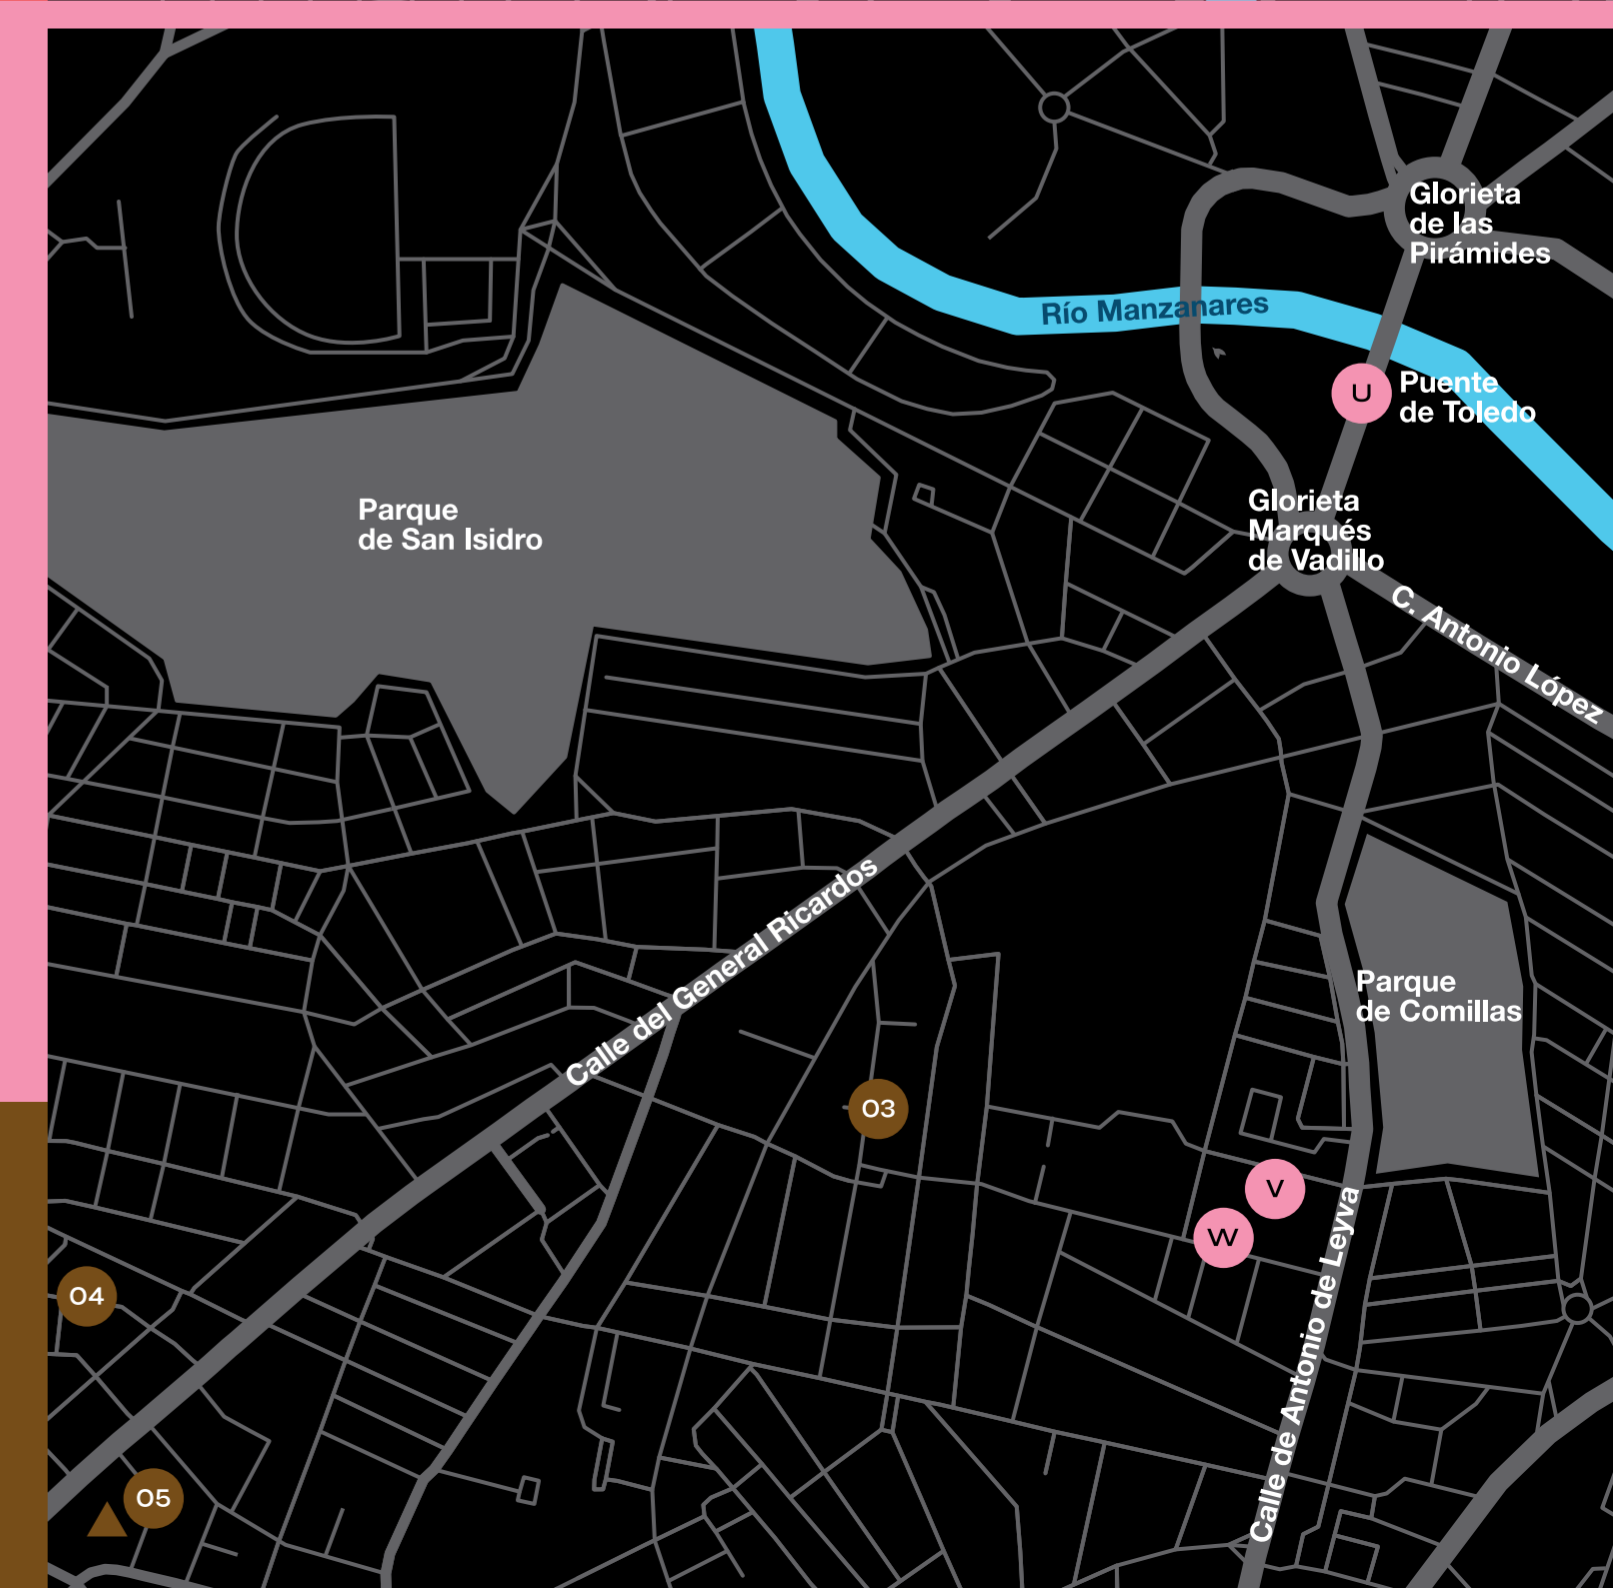 Glorieta
de las
Pirámides
Río Manzanares
U
Puente
de Toledo
Parque
de San Isidro
Glorieta
Marqués
de Vadillo
C. Antonio López
Calle del General Ricardos
Parque
de Comillas
03
V
W
Calle de Antonio de Leyva
04
05